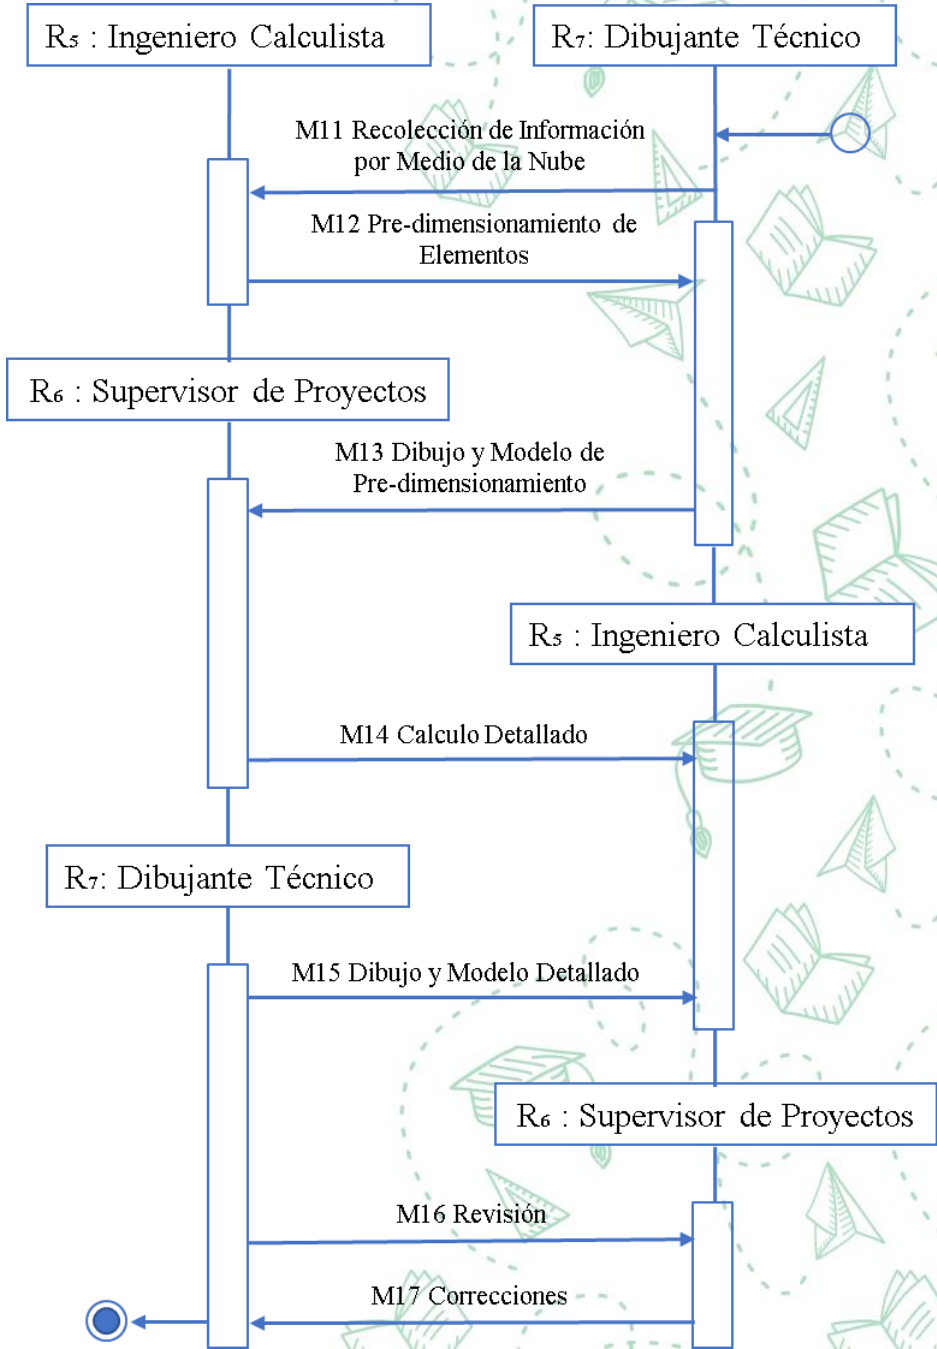 R5 : Ingeniero Calculista
R7: Dibujante Técnico
M11 Recolección de Información
por Medio de la Nube
M12 Pre-dimensionamiento de
Elementos
R6 : Supervisor de Proyectos
M13 Dibujo y Modelo de
Pre-dimensionamiento
R5 : Ingeniero Calculista
M14 Calculo Detallado
R7: Dibujante Técnico
M15 Dibujo y Modelo Detallado
R6 : Supervisor de Proyectos
M16 Revisión
M17 Correcciones